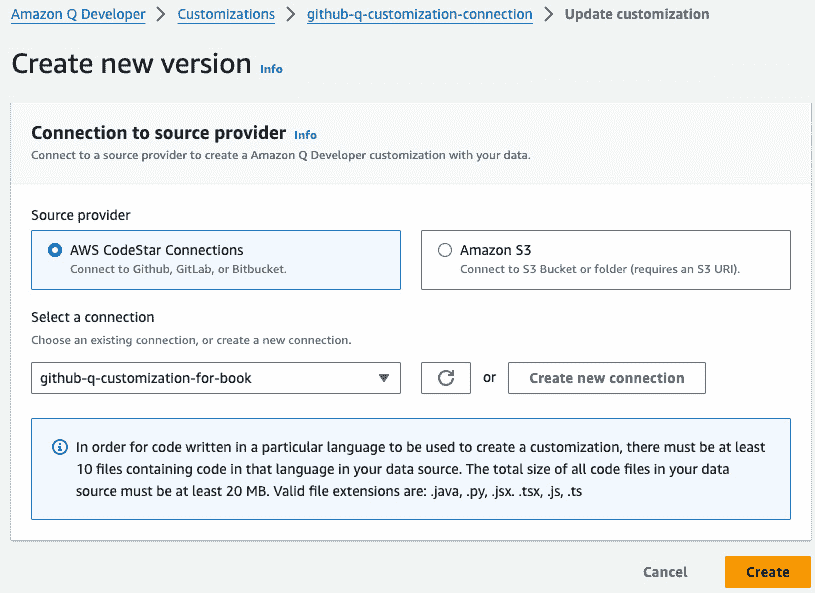 Amazon Q Developer > Customizations > github-q-customization-connection > Update customization
Create new version Info
Connection to source provider Info
Connect to a source provider to create a Amazon Q Developer customization with your data.
Source provider
AWS CodeStar Connections
Connect to Github, GitLab, or Bitbucket.
Amazon S3
Connect to S3 Bucket or folder (requires an S3 URI).
Select a connection
Choose an existing connection, or create a new connection.
github-q-customization-for-book
or
Create new connection
In order for code written in a particular language to be used to create a customization, there must be at least
10 files containing code in that language in your data source. The total size of all code files in your data
source must be at least 20 MB. Valid file extensions are: .java, .py, .jsx. .tsx, .js, .ts
Cancel
Create